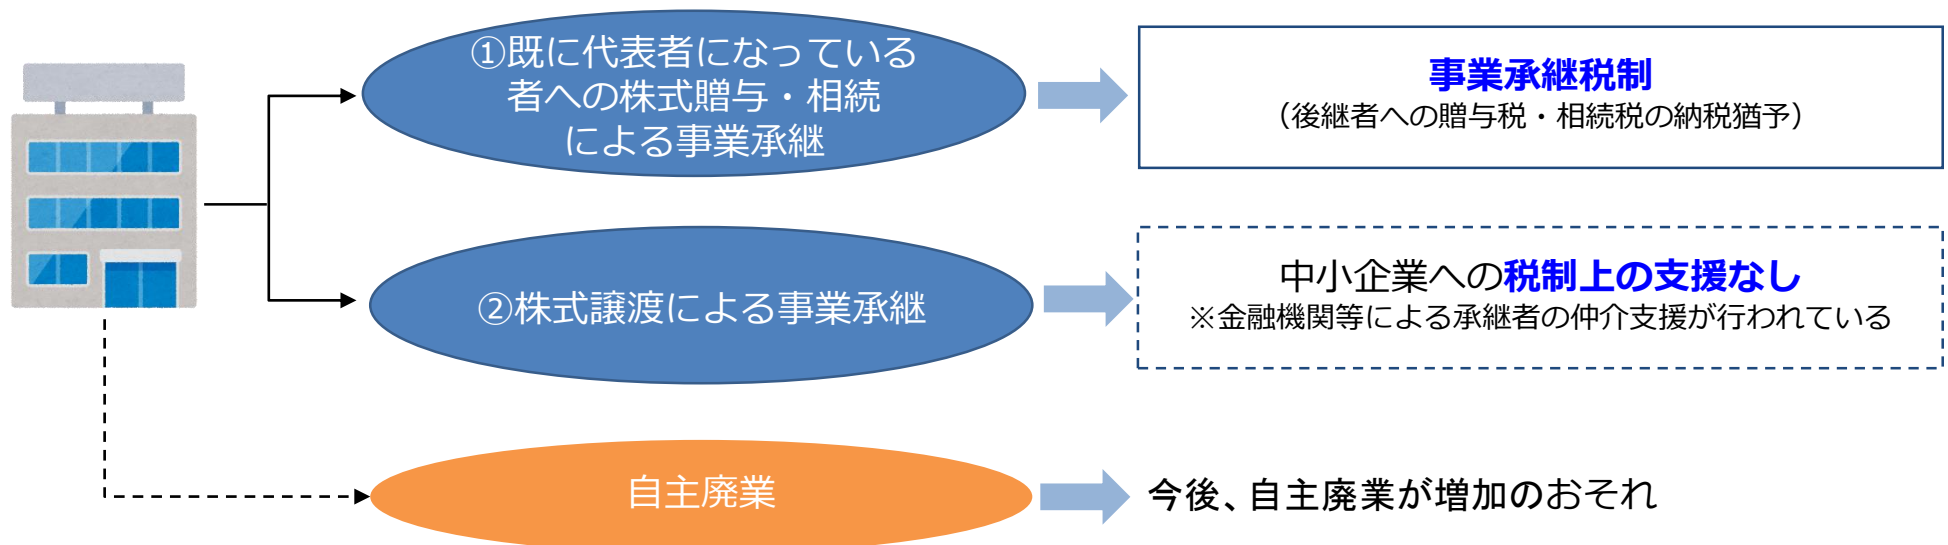 ①既に代表者になっている
者への株式贈与・相続
による事業承継
事業承継税制
（後継者への贈与税・相続税の納税猶予）
②株式譲渡による事業承継
中小企業への税制上の支援なし
※金融機関等による承継者の仲介支援が行われている
自主廃業
今後、自主廃業が増加のおそれ